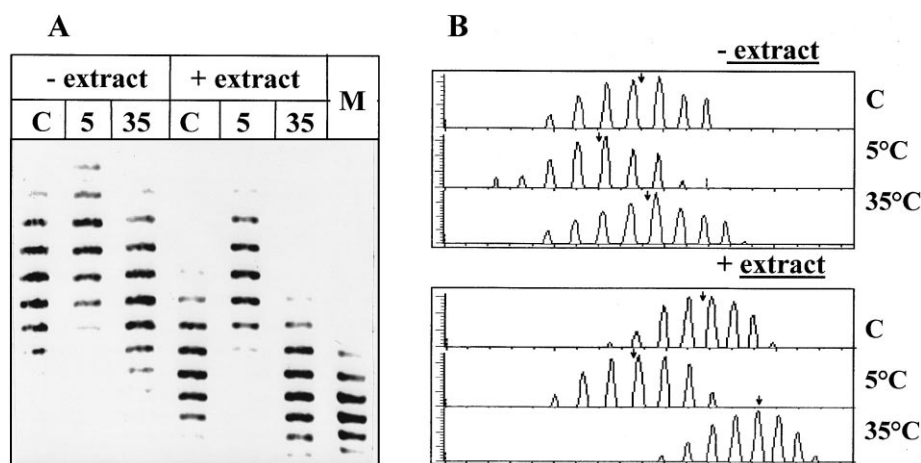 A
- extract + extract M
C 5 35 C 5 35
B
- extract
C
5°C
35°C
+ extract
C
5°C
35°C